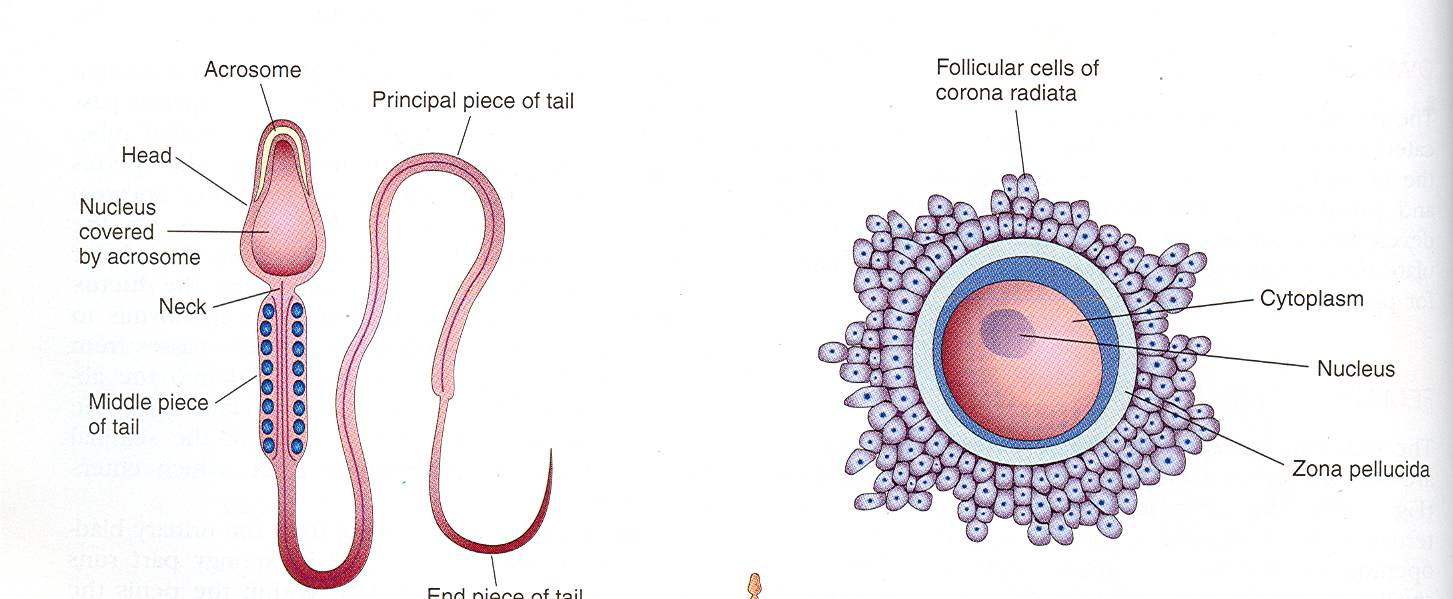 Acrosome
Principal piece of tail
Head
Nucleus
covered
by acrosome
Neck
Middle piece
of tail
End piece of tail
Follicular cells of
corona radiata
Cytoplasm
Nucleus
Zona pellucida